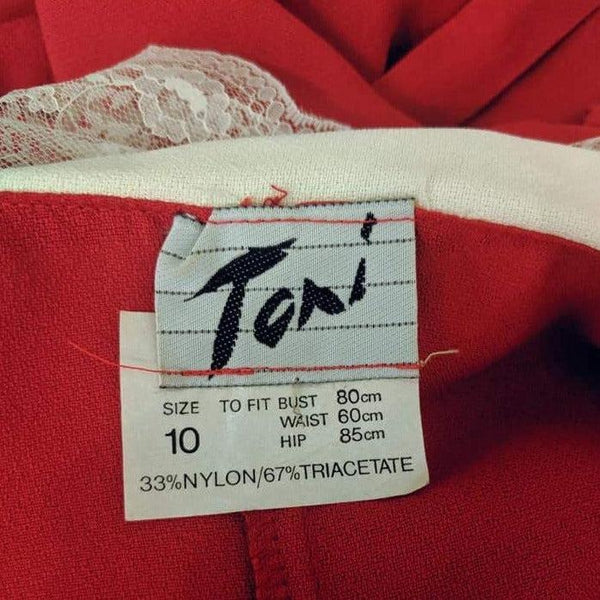 Toni
SIZE TO FIT BUST 80cm
10 WAIST 60cm
HIP 85cm
33%NYLON/67%TRIACETATE